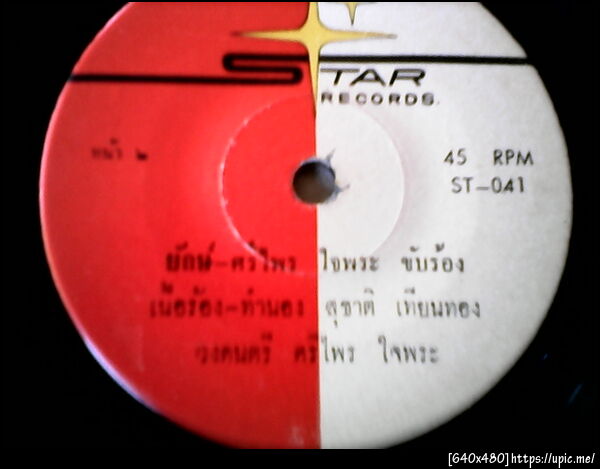 STAR
RECORDS.
หน้า ๒
45 RPM
ST-041
ยักษ์-ศรีไพร ใจพระ ขับร้อง
เนื้อร้อง-ทำนอง สุชาติ เทียนทอง
วงดนตรี ศรีไพร ใจพระ
[640x480]https://upic.me/